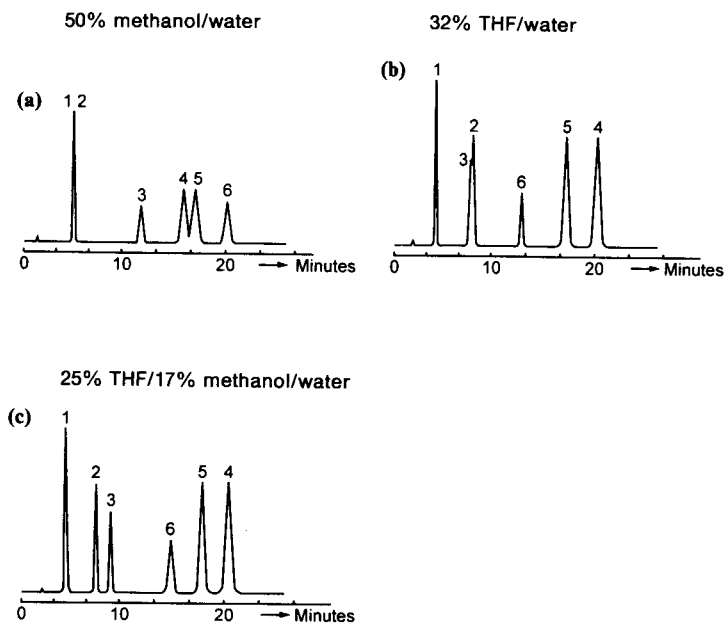 50% methanol/water
(a)
1 2
3
4 5
6
0 10 20 → Minutes
32% THF/water
(b)
1
2
3
6
5
4
0 10 20 → Minutes
25% THF/17% methanol/water
(c)
1
2
3
6
5
4
0 10 20 → Minutes